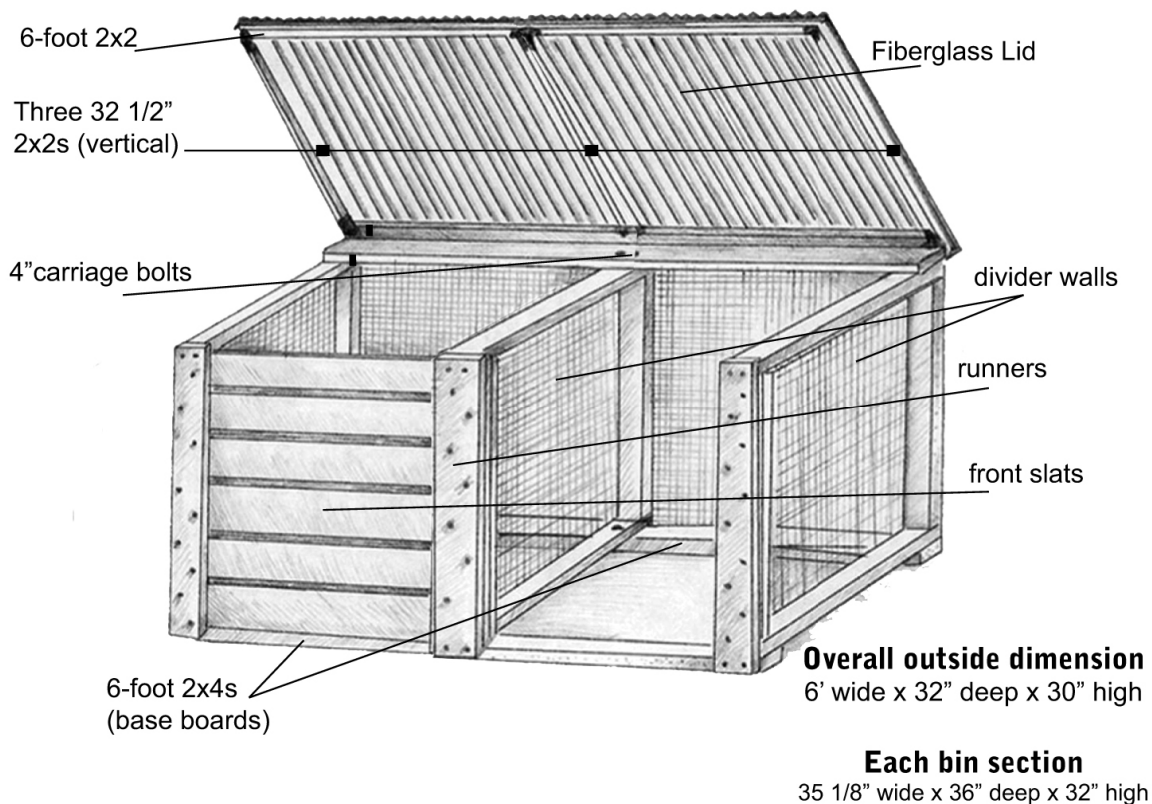 6-foot 2x2
Fiberglass Lid
Three 32 1/2”
2x2s (vertical)
4”carriage bolts
divider walls
runners
front slats
6-foot 2x4s
(base boards)
Overall outside dimension
6’ wide x 32” deep x 30” high
Each bin section
35 1/8” wide x 36” deep x 32” high